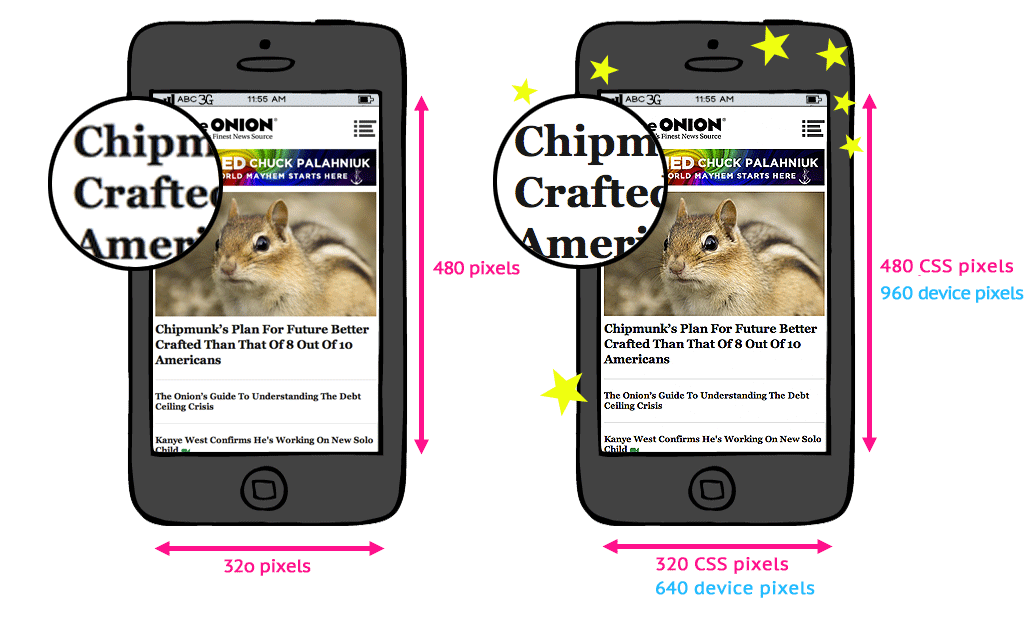 ABC 3G 11:55 AM
e ONION®
's Finest News Source
NED CHUCK PALAHNIUK
ORLD MAYHEM STARTS HERE
Chipm
Crafted
Ameri
Chipmunk's Plan For Future Better
Crafted Than That Of 8 Out Of 10
Americans
The Onion's Guide To Understanding The Debt
Ceiling Crisis
Kanye West Confirms He's Working On New Solo
Child
480 pixels
32o pixels
ABC 3G 11:55 AM
e ONION®
's Finest News Source
ED CHUCK PALAHNIUK
ORLD MAYHEM STARTS HERE
Chipm
Crafted
Ameri
Chipmunk's Plan For Future Better
Crafted Than That Of 8 Out Of 10
Americans
The Onion's Guide To Understanding The Debt
Ceiling Crisis
Kanye West Confirms He's Working On New Solo
Child
480 CSS pixels
960 device pixels
320 CSS pixels
640 device pixels